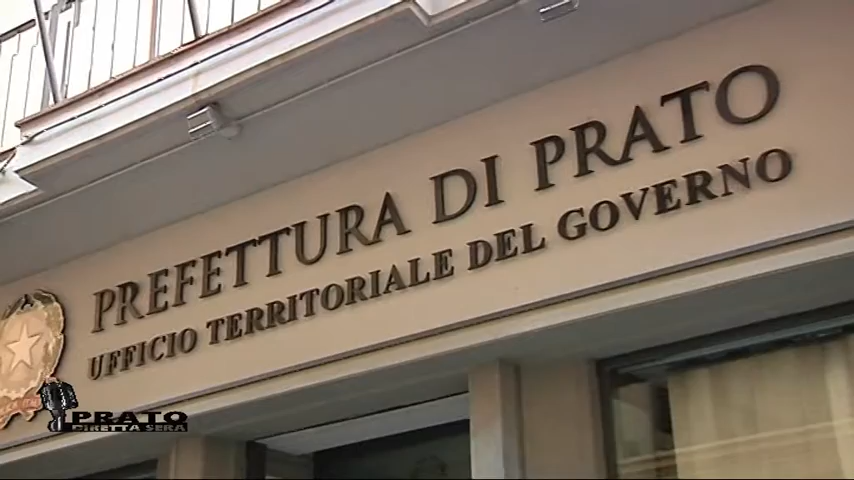 PREFETTURA DI PRATO
UFFICIO TERRITORIALE DEL GOVERNO
PRATO
DIRETTA SERA